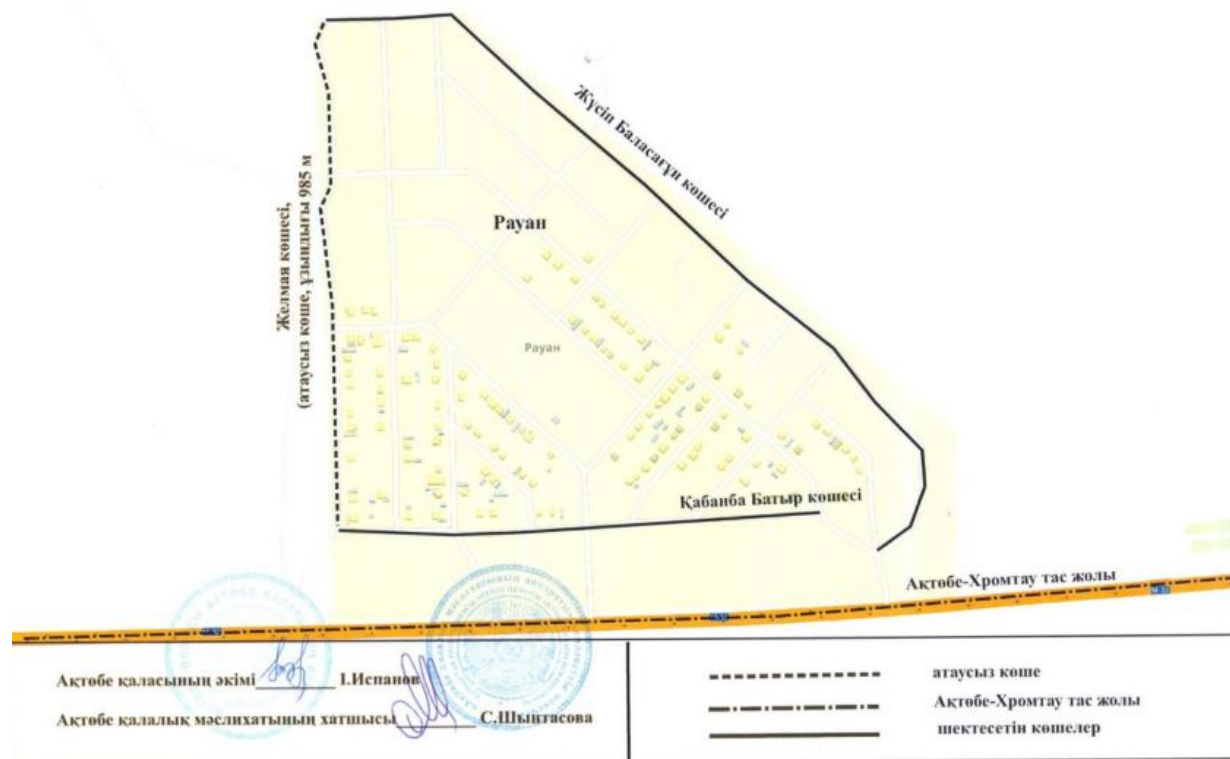 Жүсіп Баласағұн көшесі
Желмая көшесі,
(атаусыз көше, ұзындығы 985 м
Рауан
Рауан
Қабанба Батыр көшесі
Ақтөбе-Хромтау тас жолы
Ақтөбе қаласының әкімі І.Испанов
Ақтөбе қалалық мәслихатының хатшысы С.Шынтасова
атаусыз көше
Ақтөбе-Хромтау тас жолы
шектесетін көшелер